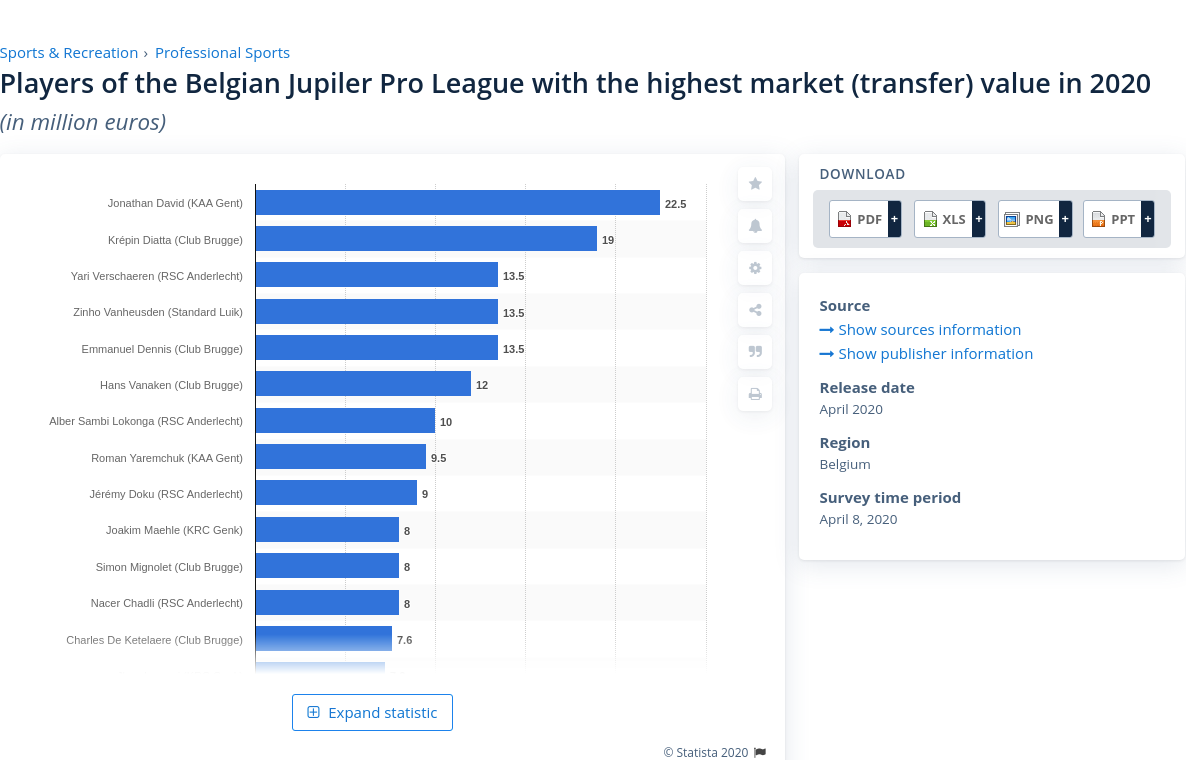 Sports & Recreation › Professional Sports
Players of the Belgian Jupiler Pro League with the highest market (transfer) value in 2020
(in million euros)
Jonathan David (KAA Gent) 22.5
Krépin Diatta (Club Brugge) 19
Yari Verschaeren (RSC Anderlecht) 13.5
Zinho Vanheusden (Standard Luik) 13.5
Emmanuel Dennis (Club Brugge) 13.5
Hans Vanaken (Club Brugge) 12
Alber Sambi Lokonga (RSC Anderlecht) 10
Roman Yaremchuk (KAA Gent) 9.5
Jérémy Doku (RSC Anderlecht) 9
Joakim Maehle (KRC Genk) 8
Simon Mignolet (Club Brugge) 8
Nacer Chadli (RSC Anderlecht) 8
Charles De Ketelaere (Club Brugge) 7.6
Expand statistic
© Statista 2020
DOWNLOAD
PDF + XLS + PNG + PPT +
Source
Show sources information
Show publisher information
Release date
April 2020
Region
Belgium
Survey time period
April 8, 2020